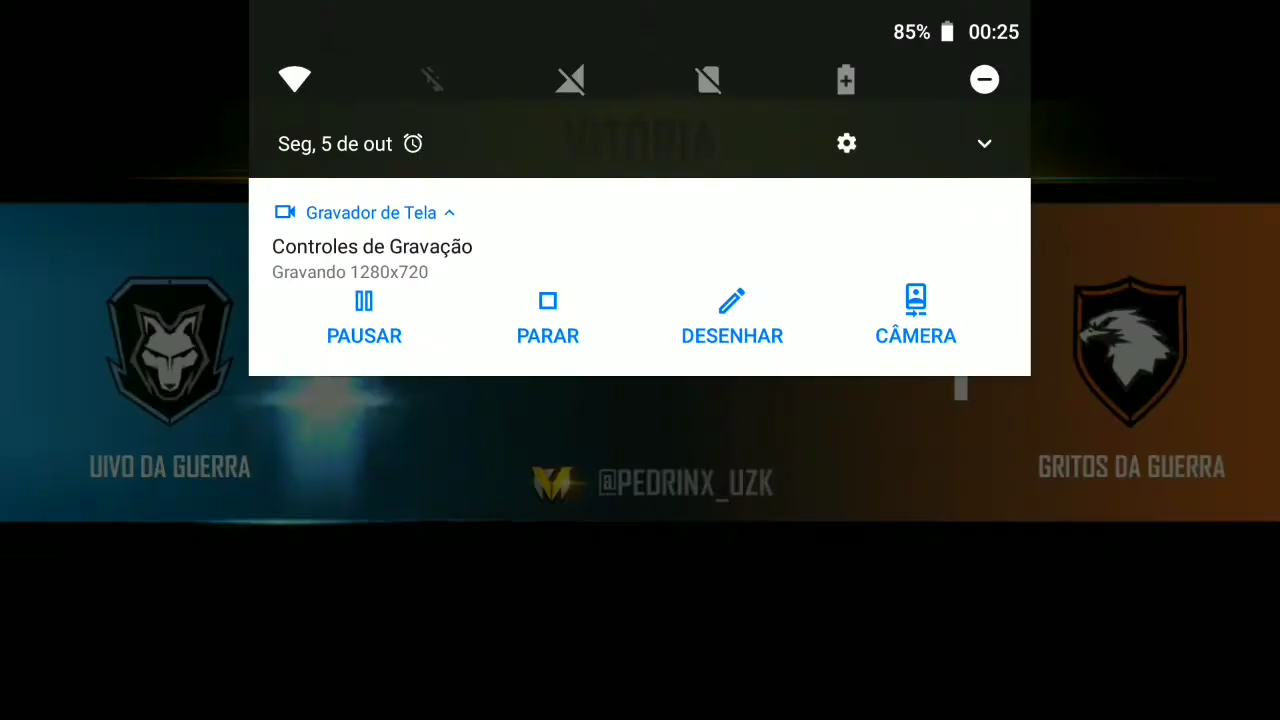 85% 00:25
Seg, 5 de out
VITÓRIA
Gravador de Tela
Controles de Gravação
Gravando 1280x720
PAUSAR PARAR DESENHAR CÂMERA
UIVO DA GUERRA
GRITOS DA GUERRA
@PEDRINX_UZK